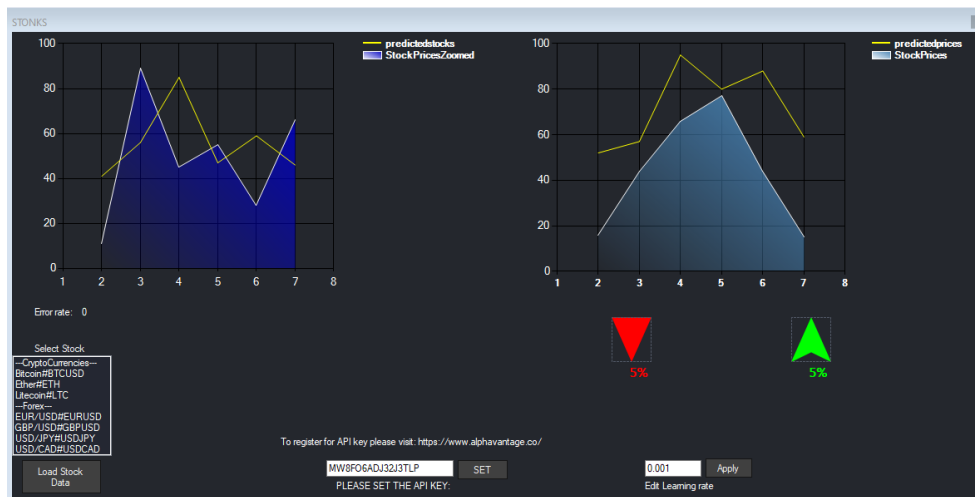 STONKS
100
80
60
40
20
0
1 2 3 4 5 6 7 8
predictedstocks
StockPricesZoomed
100
80
60
40
20
0
1 2 3 4 5 6 7 8
predictedprices
StockPrices
Error rate: 0
5%
5%
Select Stock
---CryptoCurrencies---
Bitcoin#BTCUSD
Ether#ETH
Litecoin#LTC
---Forex---
EUR/USD#EURUSD
GBP/USD#GBPUSD
USD/JPY#USDJPY
USD/CAD#USDCAD
To register for API key please visit: https://www.alphavantage.co/
Load Stock
Data
MW8FO6ADJ32J3TLP
SET
PLEASE SET THE API KEY:
0.001
Apply
Edit Learning rate